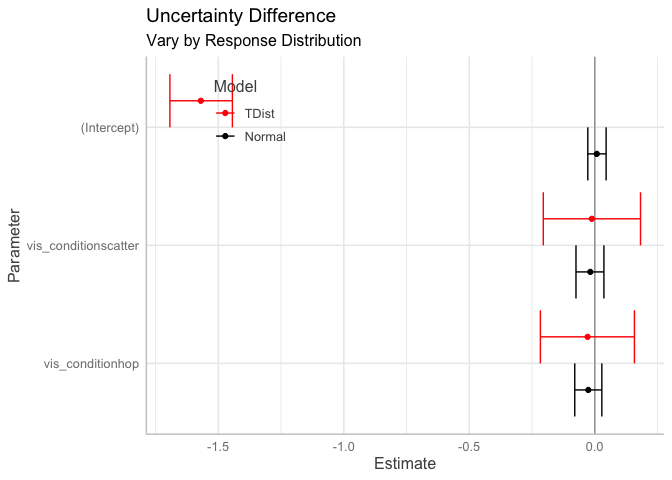 Uncertainty Difference
Vary by Response Distribution
Model
TDist
Normal
(Intercept)
vis_conditionscatter
vis_conditionhop
Parameter
-1.5 -1.0 -0.5 0.0
Estimate